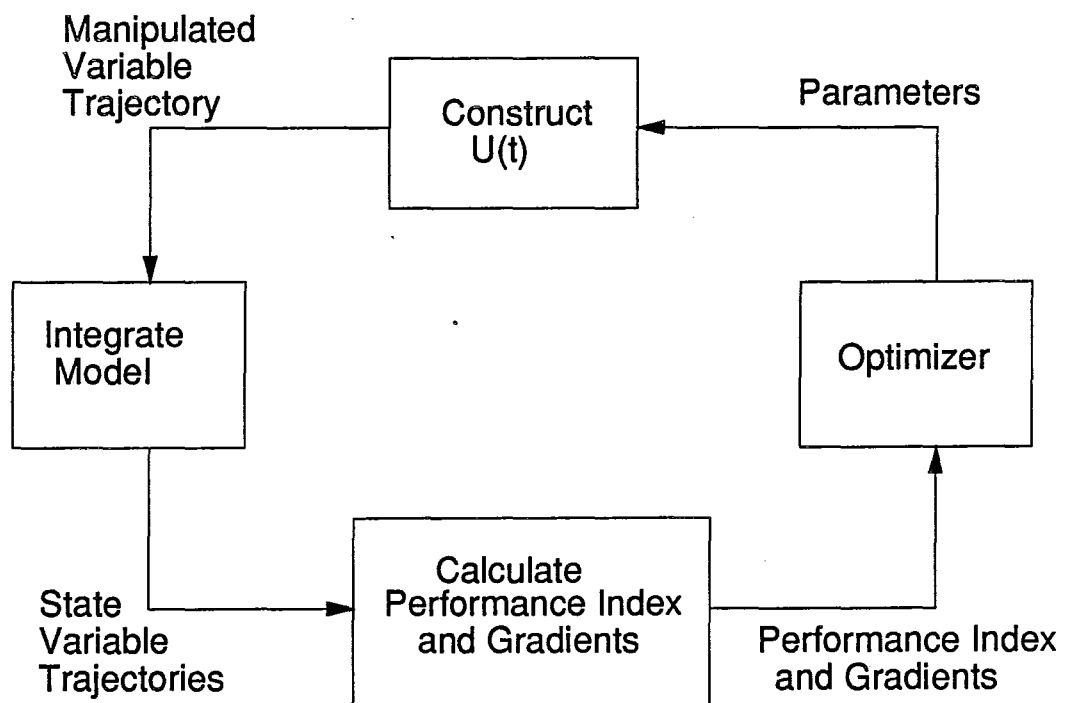 Manipulated
Variable
Trajectory
Construct
U(t)
Parameters
Integrate
Model
Optimizer
Calculate
Performance Index
and Gradients
State
Variable
Trajectories
Performance Index
and Gradients